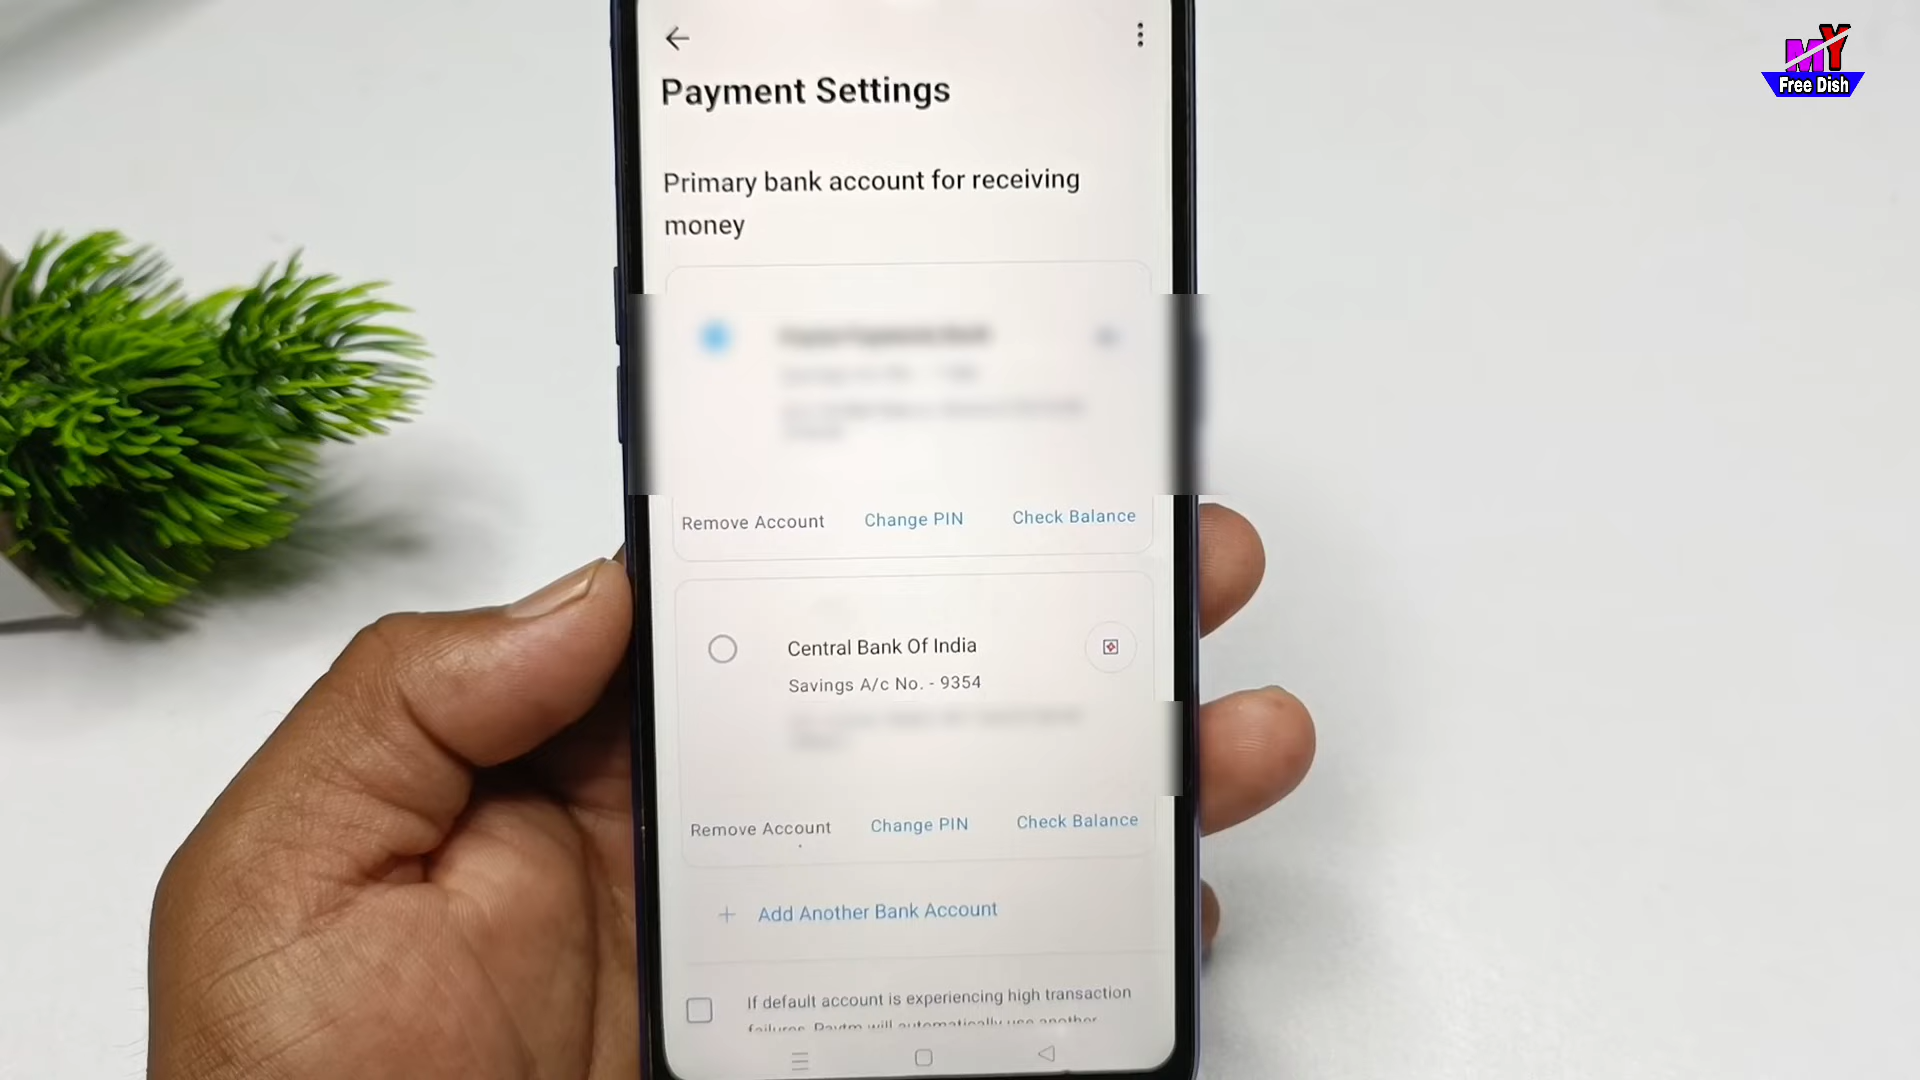 MY
Free Dish
Payment Settings
Primary bank account for receiving
money
Remove Account Change PIN Check Balance
Central Bank Of India
Savings A/c No. - 9354
Remove Account Change PIN Check Balance
+ Add Another Bank Account
If default account is experiencing high transaction
failures, Paytm will automatically use another